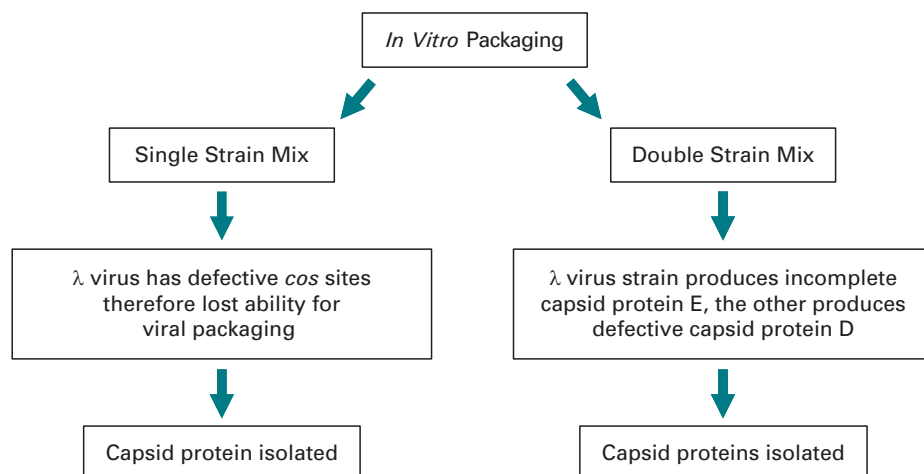 In Vitro Packaging
Single Strain Mix
Double Strain Mix
λ virus has defective cos sites
therefore lost ability for
viral packaging
λ virus strain produces incomplete
capsid protein E, the other produces
defective capsid protein D
Capsid protein isolated
Capsid proteins isolated